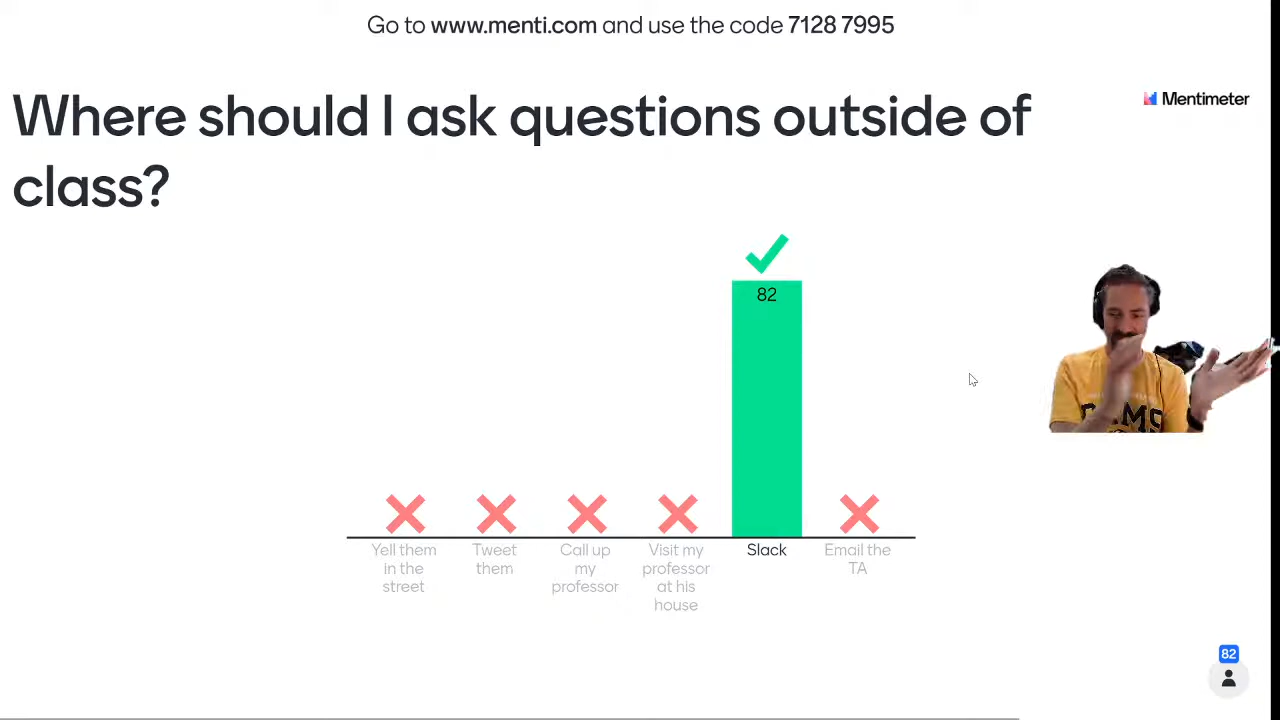 Go to www.menti.com and use the code 7128 7995
Where should I ask questions outside of
class?
Mentimeter
82
Yell them
in the
street
Tweet
them
Call up
my
professor
Visit my
professor
at his
house
Slack
Email the
TA
82